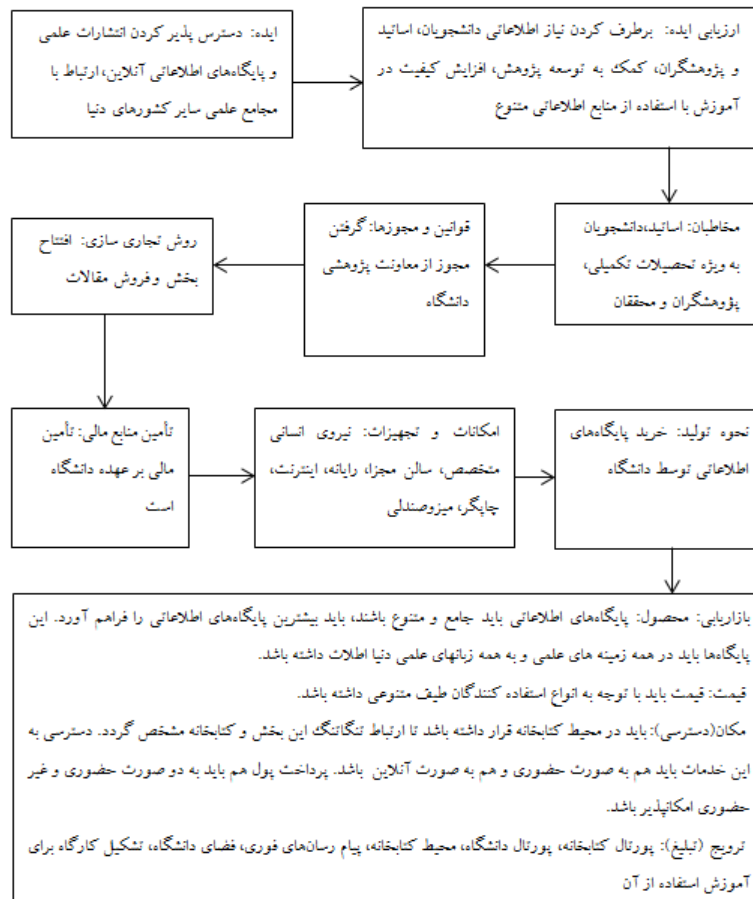 ایده: دسترس پذیر کردن انتشارات علمی
و پایگاه‌های اطلاعاتی آنلاین، ارتباط با
مجامع علمی سایر کشورهای دنیا
ارزیابی ایده: برطرف کردن نیاز اطلاعاتی دانشجویان، اساتید
و پژوهشگران، کمک به توسعه پژوهش، افزایش کیفیت در
آموزش با استفاده از منابع اطلاعاتی متنوع
مخاطبان: اساتید،دانشجویان
به ویژه تحصیلات تکمیلی،
پژوهشگران و محققان
قوانین و مجوزها: گرفتن
مجوز از معاونت پژوهشی
دانشگاه
روش تجاری سازی: افتتاح
بخش و فروش مقالات
تأمین منابع مالی: تأمین
مالی بر عهده دانشگاه
است
امکانات و تجهیزات: نیروی انسانی
متخصص، سالن مجزا، رایانه، اینترنت،
چاپگر، میزوصندلی
نحوه تولید: خرید پایگاه‌های
اطلاعاتی توسط دانشگاه
بازاریابی: محصول: پایگاه‌های اطلاعاتی باید جامع و متنوع باشند، باید بیشترین پایگاه‌های اطلاعاتی را فراهم آورد. این
پایگاه‌ها باید در همه زمینه های علمی و به همه زبانهای علمی دنیا اطلات داشته باشد.
قیمت: قیمت باید با توجه به انواع استفاده کنندگان طیف متنوعی داشته باشد.
مکان(دسترسی): باید در محیط کتابخانه قرار داشته باشد تا ارتباط تنگاتنگ این بخش و کتابخانه مشخص گردد. دسترسی به
این خدمات باید هم به صورت حضوری و هم به صورت آنلاین باشد. پرداخت پول هم باید به دو صورت حضوری و غیر
حضوری امکانپذیر باشد.
ترویج (تبلیغ): پورتال کتابخانه، پورتال دانشگاه، محیط کتابخانه، پیام رسان‌های فوری، فضای دانشگاه، تشکیل کارگاه برای
آموزش استفاده از آن